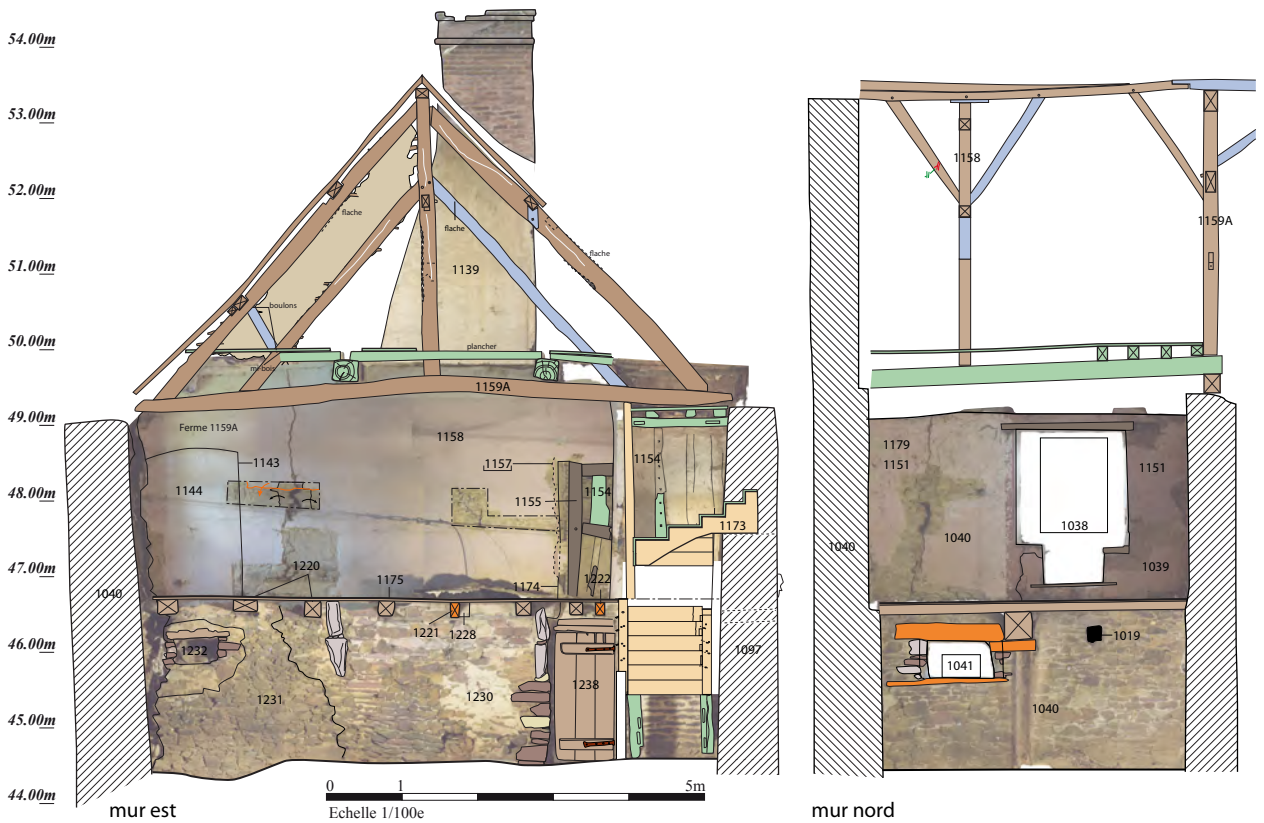 54.00m
53.00m
52.00m
51.00m
50.00m
49.00m
48.00m
47.00m
46.00m
45.00m
44.00m
flache
flache
flache
1139
boulons
plancher
mi-bois
1159A
Ferme 1159A
1158
1143
1157
1144
1154
1155
1154
1173
1220
1175
1174
1222
1040
1221
1228
1232
1238
1097
1231
1230
mur est
0 1 5m
Echelle 1/100e
1158
1159A
1179
1151
1151
1038
1040
1040
1039
1019
1041
1040
mur nord